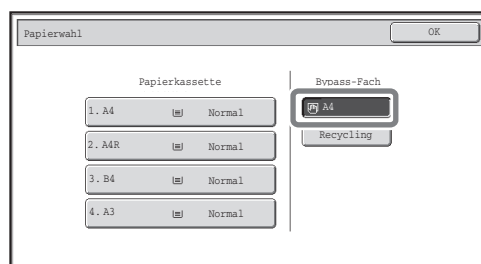 Papierwahl
OK
Papierkassette
Bypass-Fach
1. A4 Normal
2. A4R Normal
3. B4 Normal
4. A3 Normal
A4
Recycling